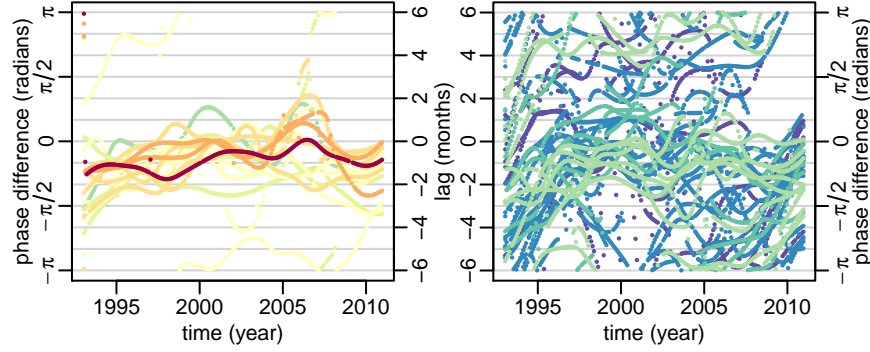 phase difference (radians)
π
π/2
0
−π/2
−π
1995 2000 2005 2010
time (year)
6
4
2
0
−2
−4
−6
lag (months)
6
4
2
0
−2
−4
−6
1995 2000 2005 2010
time (year)
π
π/2
0
−π/2
−π
phase difference (radians)